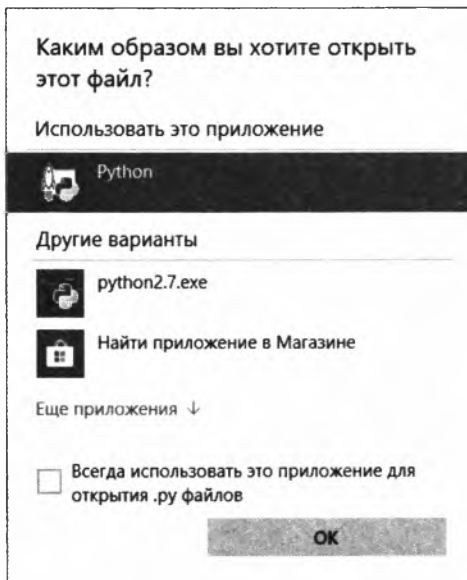 Каким образом вы хотите открыть
этот файл?
Использовать это приложение
Python
Другие варианты
python2.7.exe
Найти приложение в Магазине
Еще приложения ↓
Всегда использовать это приложение для
открытия .py файлов
ОК